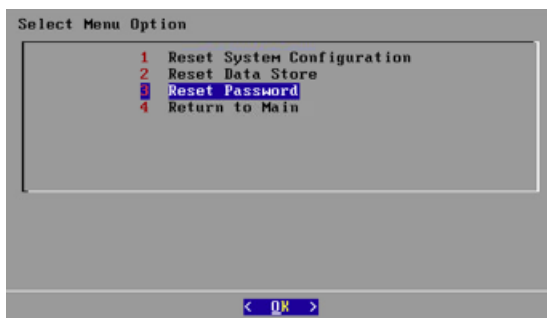 Select Menu Option
1 Reset System Configuration
2 Reset Data Store
3 Reset Password
4 Return to Main
< OK >